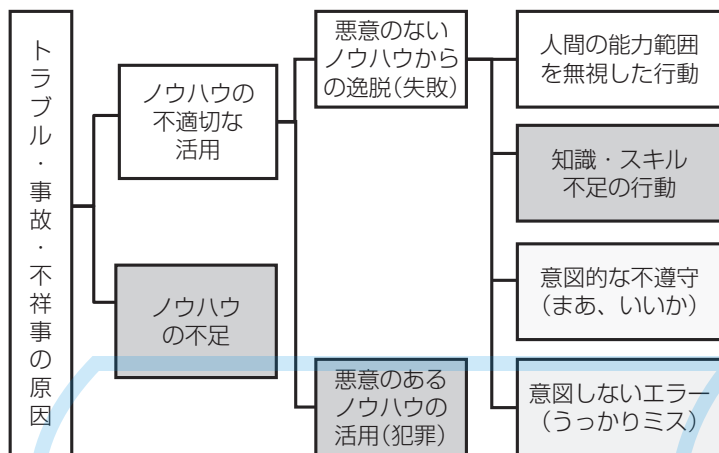 トラブル・事故・不祥事の原因
ノウハウの
不適切な
活用
ノウハウ
の不足
悪意のない
ノウハウから
の逸脱(失敗)
悪意のある
ノウハウの
活用(犯罪)
人間の能力範囲
を無視した行動
知識・スキル
不足の行動
意図的な不遵守
(まあ、いいか)
意図しないエラー
(うっかりミス)